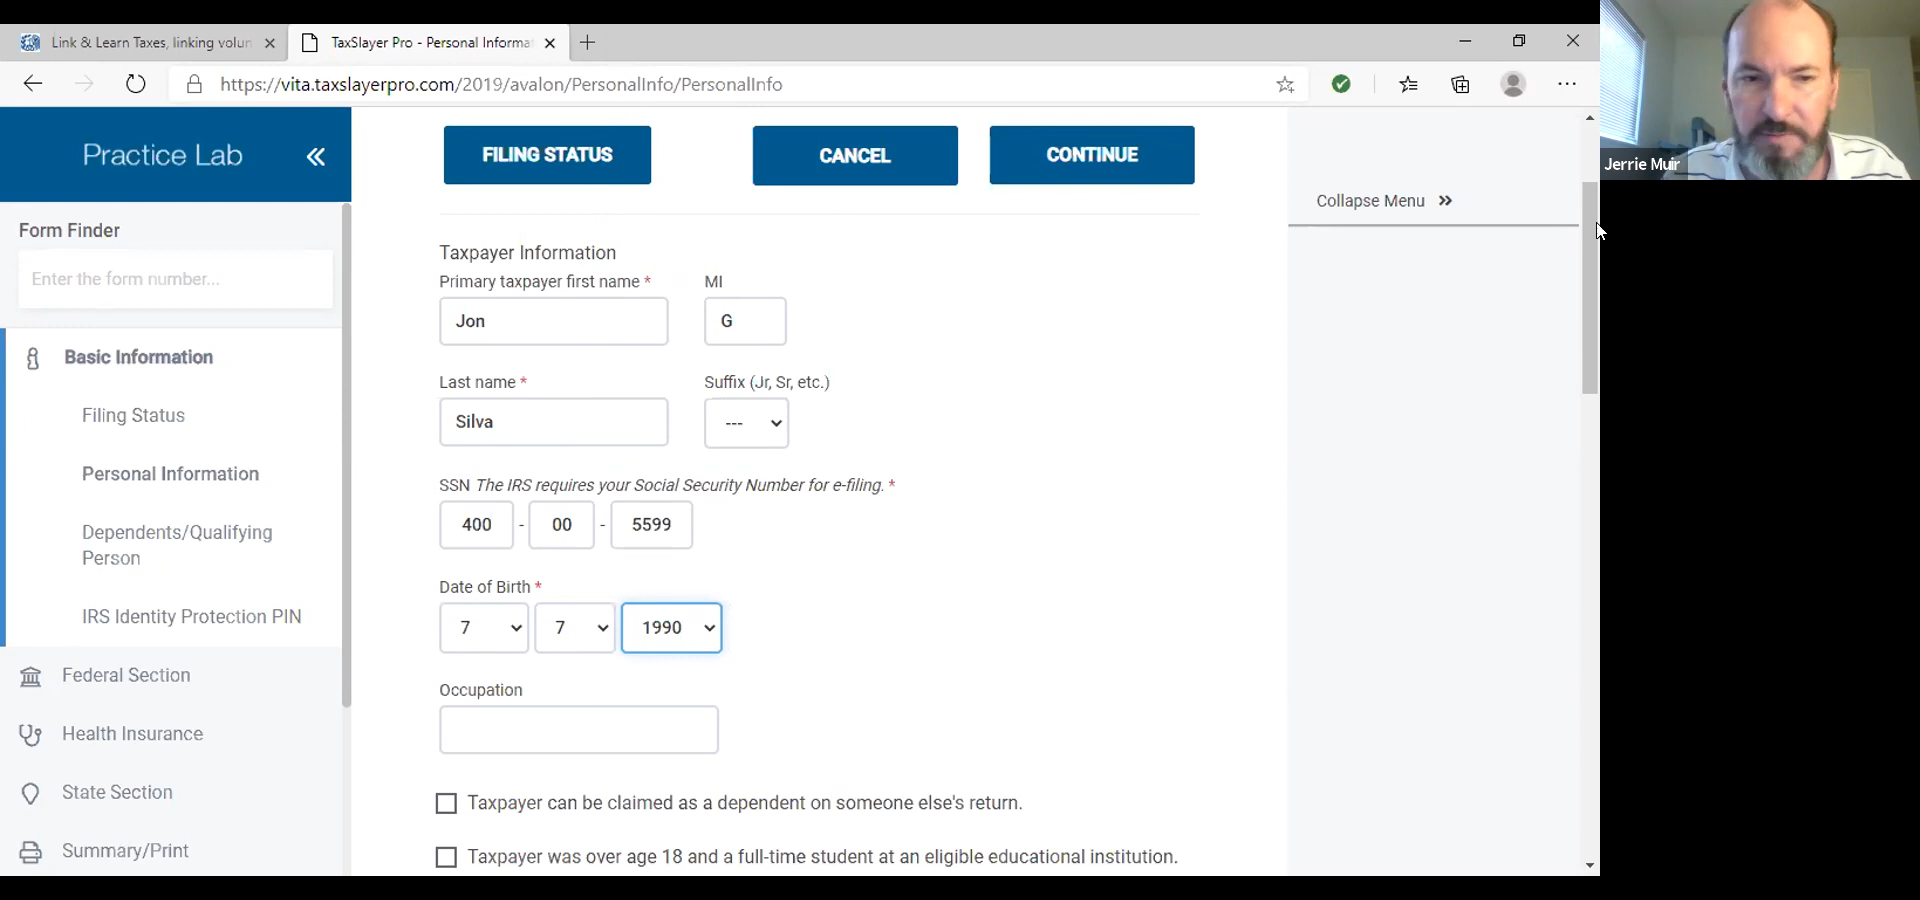 Link & Learn Taxes, linking volun
TaxSlayer Pro - Personal Informa
https://vita.taxslayerpro.com/2019/avalon/PersonalInfo/PersonalInfo
Jerrie Muir
Practice Lab
FILING STATUS
CANCEL
CONTINUE
Collapse Menu
Form Finder
Enter the form number...
Basic Information
Filing Status
Personal Information
Dependents/Qualifying
Person
IRS Identity Protection PIN
Federal Section
Health Insurance
State Section
Summary/Print
Taxpayer Information
Primary taxpayer first name * MI
Jon G
Last name * Suffix (Jr, Sr, etc.)
Silva ---
SSN The IRS requires your Social Security Number for e-filing. *
400 - 00 - 5599
Date of Birth *
7 7 1990
Occupation
Taxpayer can be claimed as a dependent on someone else's return.
Taxpayer was over age 18 and a full-time student at an eligible educational institution.